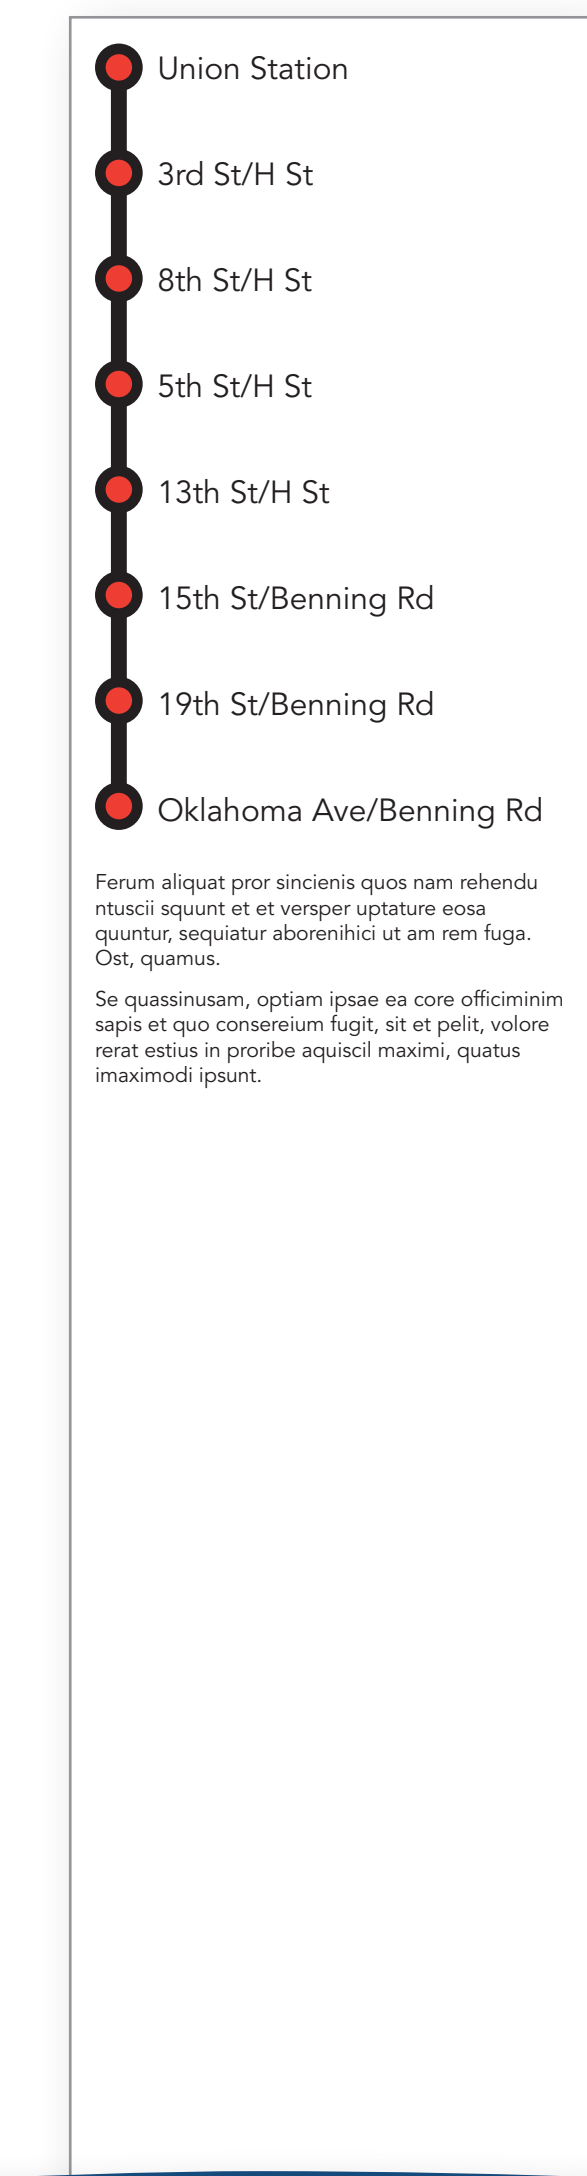 Union Station
3rd St/H St
8th St/H St
5th St/H St
13th St/H St
15th St/Benning Rd
19th St/Benning Rd
Oklahoma Ave/Benning Rd
Ferum aliquat pror sincienis quos nam rehendu
ntuscii squunt et et versper uptature eosa
quuntur, sequiatur aborenihici ut am rem fuga.
Ost, quamus.
Se quassinusam, optiam ipsae ea core officiminim
sapis et quo consereium fugit, sit et pelit, volore
rerat estius in proribe aquiscil maximi, quatus
imaximodi ipsunt.